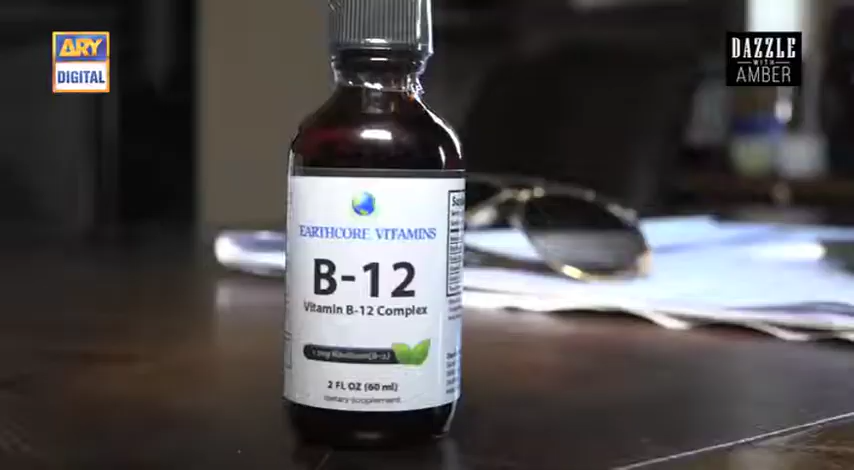 ARY
DIGITAL
DAZZLE
WITH
AMBER
EARTHCORE VITAMINS
B-12
Vitamin B-12 Complex
2 FL OZ (60 ml)
dietary supplement